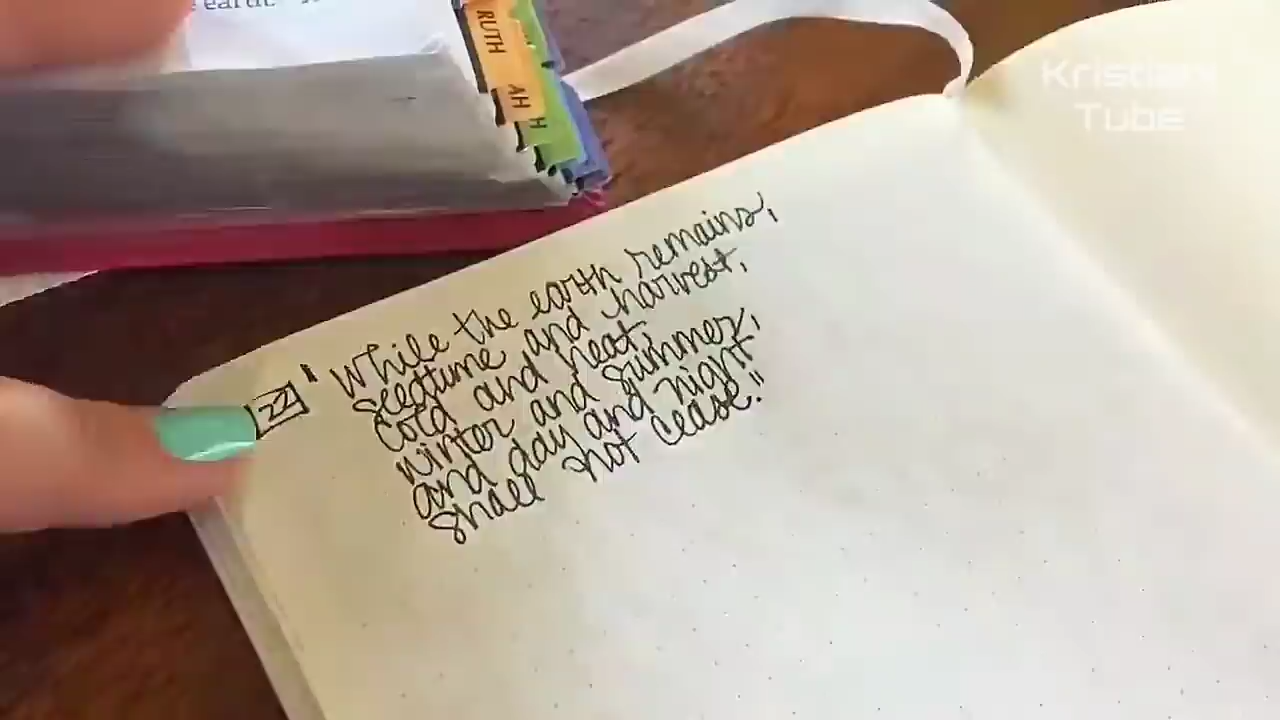 earth."
RUTH
AH
H
Kristian
Tube
22 "While the earth remains,
seedtime and harvest,
cold and heat,
winter and summer,
and day and night
shall not cease."